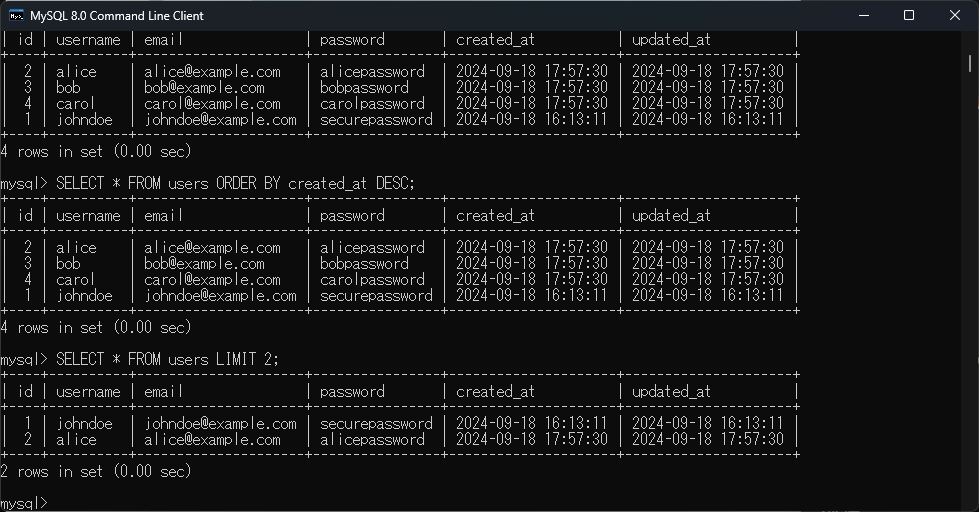 MySQL 8.0 Command Line Client
| id | username | email               | password       | created_at          | updated_at          |
+----+----------+---------------------+----------------+---------------------+---------------------+
|  2 | alice    | alice@example.com   | alicepassword  | 2024-09-18 17:57:30 | 2024-09-18 17:57:30 |
|  3 | bob      | bob@example.com     | bobpassword    | 2024-09-18 17:57:30 | 2024-09-18 17:57:30 |
|  4 | carol    | carol@example.com   | carolpassword  | 2024-09-18 17:57:30 | 2024-09-18 17:57:30 |
|  1 | johndoe  | johndoe@example.com | securepassword | 2024-09-18 16:13:11 | 2024-09-18 16:13:11 |
+----+----------+---------------------+----------------+---------------------+---------------------+
4 rows in set (0.00 sec)
mysql> SELECT * FROM users ORDER BY created_at DESC;
+----+----------+---------------------+----------------+---------------------+---------------------+
| id | username | email               | password       | created_at          | updated_at          |
+----+----------+---------------------+----------------+---------------------+---------------------+
|  2 | alice    | alice@example.com   | alicepassword  | 2024-09-18 17:57:30 | 2024-09-18 17:57:30 |
|  3 | bob      | bob@example.com     | bobpassword    | 2024-09-18 17:57:30 | 2024-09-18 17:57:30 |
|  4 | carol    | carol@example.com   | carolpassword  | 2024-09-18 17:57:30 | 2024-09-18 17:57:30 |
|  1 | johndoe  | johndoe@example.com | securepassword | 2024-09-18 16:13:11 | 2024-09-18 16:13:11 |
+----+----------+---------------------+----------------+---------------------+---------------------+
4 rows in set (0.00 sec)
mysql> SELECT * FROM users LIMIT 2;
+----+----------+---------------------+----------------+---------------------+---------------------+
| id | username | email               | password       | created_at          | updated_at          |
+----+----------+---------------------+----------------+---------------------+---------------------+
|  1 | johndoe  | johndoe@example.com | securepassword | 2024-09-18 16:13:11 | 2024-09-18 16:13:11 |
|  2 | alice    | alice@example.com   | alicepassword  | 2024-09-18 17:57:30 | 2024-09-18 17:57:30 |
+----+----------+---------------------+----------------+---------------------+---------------------+
2 rows in set (0.00 sec)
mysql>